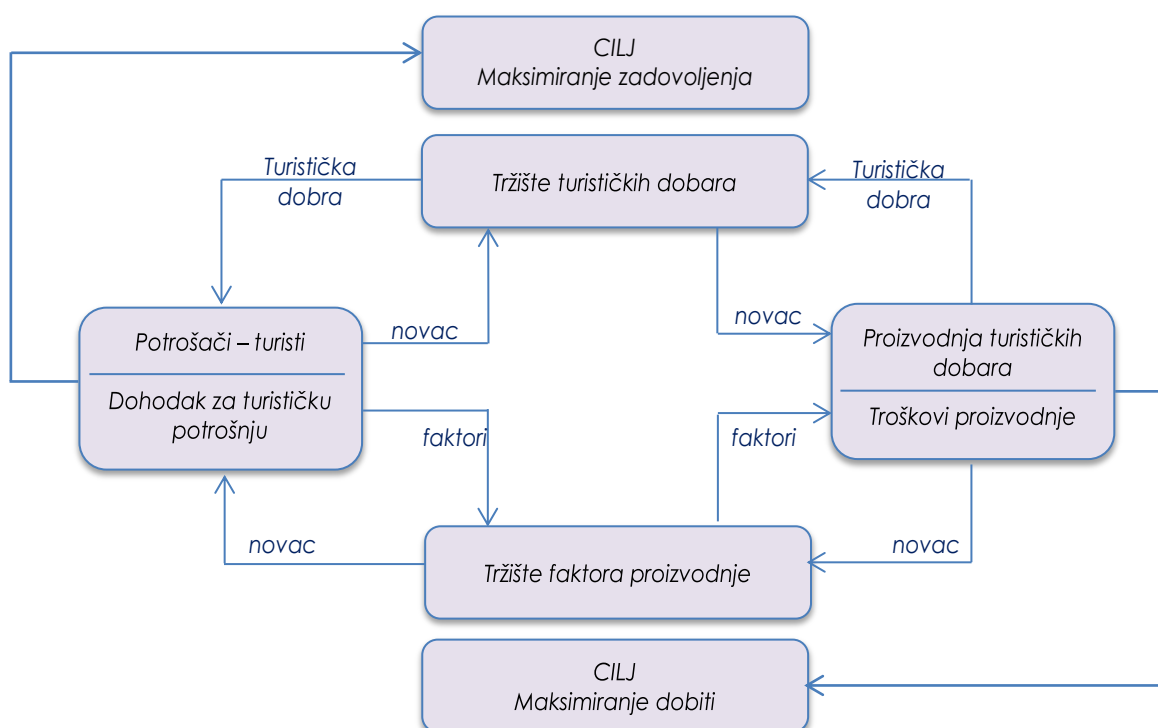 CILJ
Maksimiranje zadovoljenja
Turistička
dobra
Tržište turističkih dobara
Turistička
dobra
Potrošači – turisti
Dohodak za turističku
potrošnju
novac
novac
Proizvodnja turističkih
dobara
Troškovi proizvodnje
faktori
faktori
novac
Tržište faktora proizvodnje
novac
CILJ
Maksimiranje dobiti